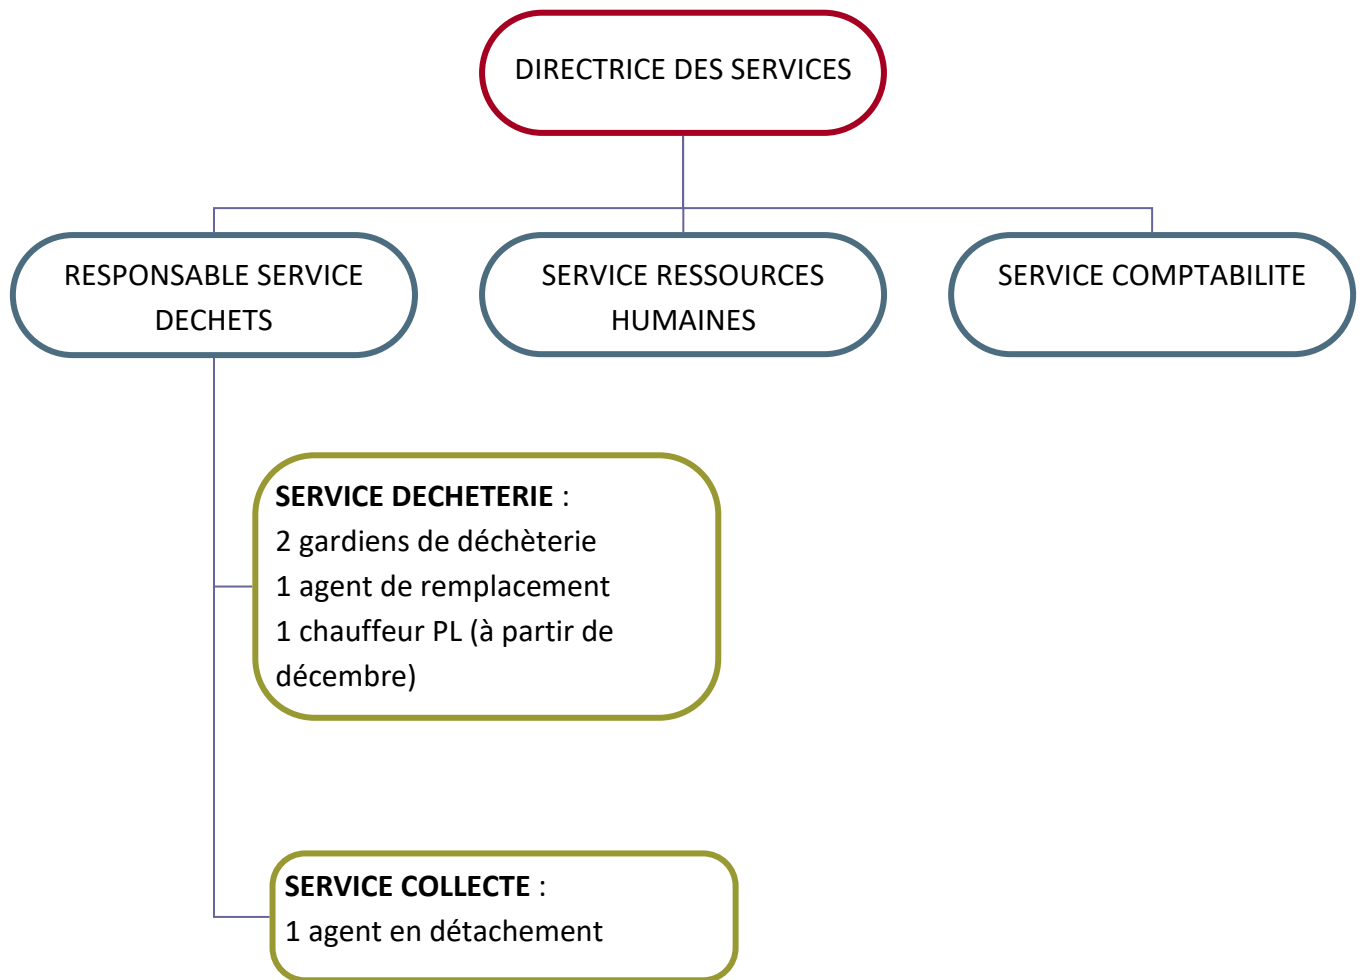 DIRECTRICE DES SERVICES
RESPONSABLE SERVICE
DECHETS
SERVICE RESSOURCES
HUMAINES
SERVICE COMPTABILITE
SERVICE DECHETERIE :
2 gardiens de déchèterie
1 agent de remplacement
1 chauffeur PL (à partir de
décembre)
SERVICE COLLECTE :
1 agent en détachement